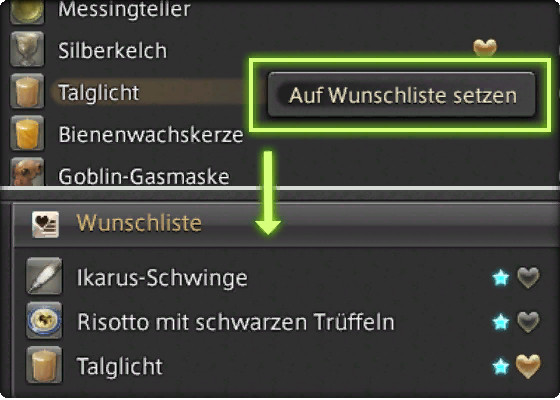 Messingteller
Silberkelch
Talglicht
Auf Wunschliste setzen
Bienenwachskerze
Goblin-Gasmaske
Wunschliste
Ikarus-Schwinge
Risotto mit schwarzen Trüffeln
Talglicht